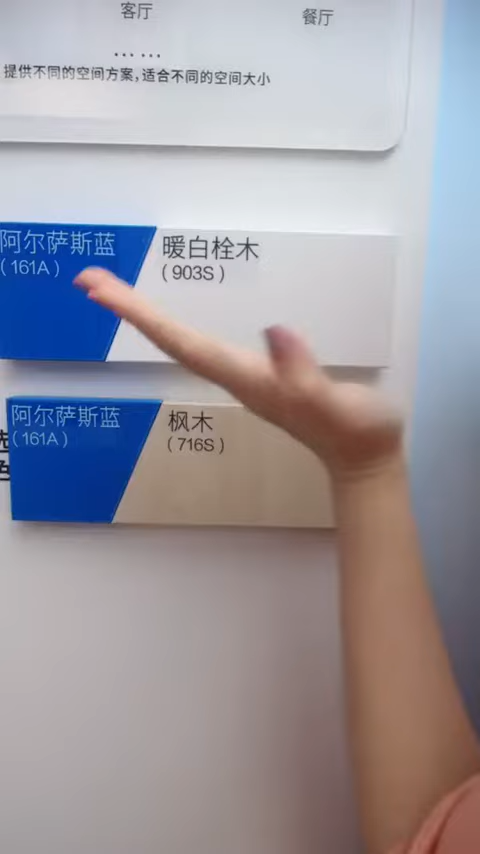 客厅
餐厅
……
提供不同的空间方案,适合不同的空间大小
阿尔萨斯蓝
(161A)
暖白栓木
(903S)
阿尔萨斯蓝
(161A)
枫木
(716S)
色